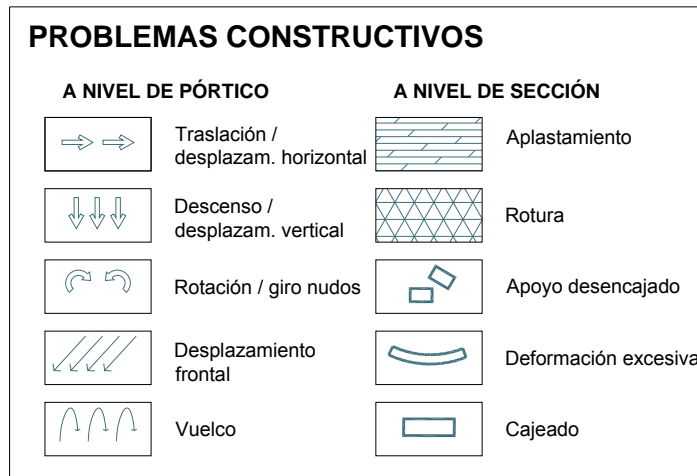 PROBLEMAS CONSTRUCTIVOS
A NIVEL DE PÓRTICO
Traslación /
desplazam. horizontal
Descenso /
desplazam. vertical
Rotación / giro nudos
Desplazamiento
frontal
Vuelco
A NIVEL DE SECCIÓN
Aplastamiento
Rotura
Apoyo desencajado
Deformación excesiva
Cajeado